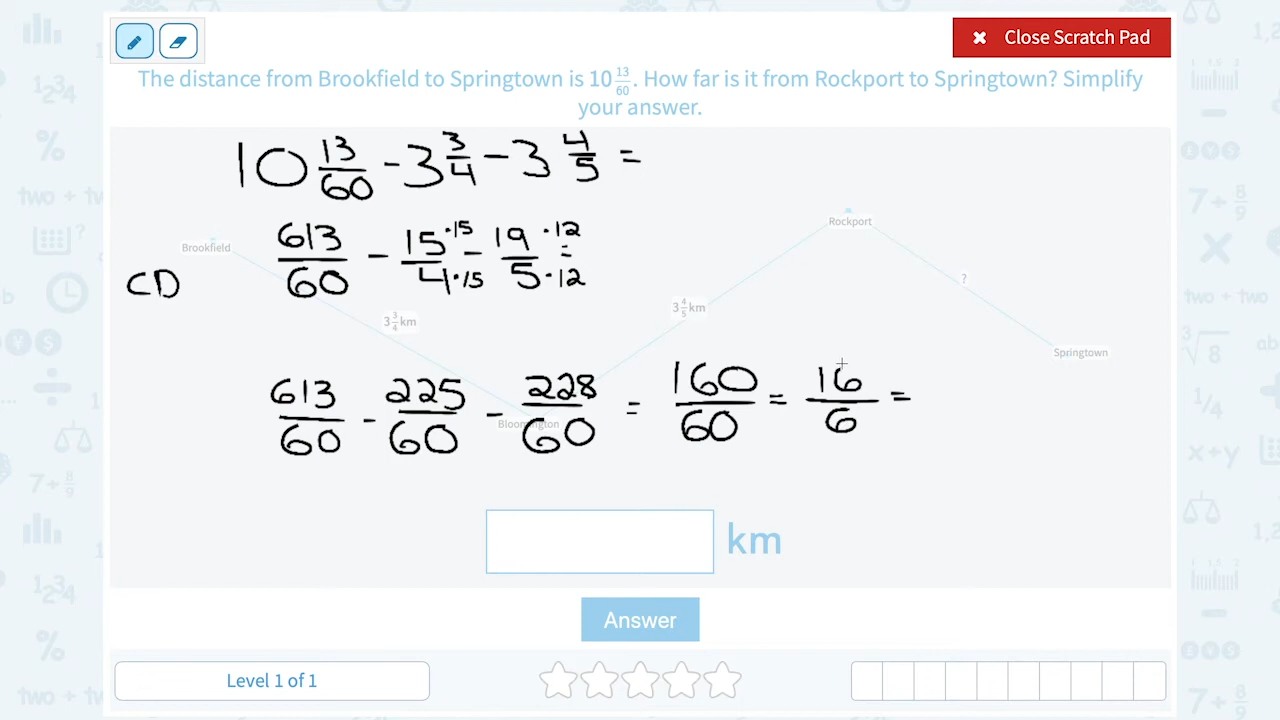 ✖ Close Scratch Pad
The distance from Brookfield to Springtown is 10 13/60. How far is it from Rockport to Springtown? Simplify
your answer.
10 13/60 - 3 3/4 - 3 4/5 =
613/60 - 15·15/4·15 - 19·12/5·12 =
CD
Brookfield
Rockport
3 3/4 km
3 4/5 km
?
Springtown
613/60 - 225/60 - 228/60 = 160/60 = 16/6 =
Bloomington
km
Answer
Level 1 of 1